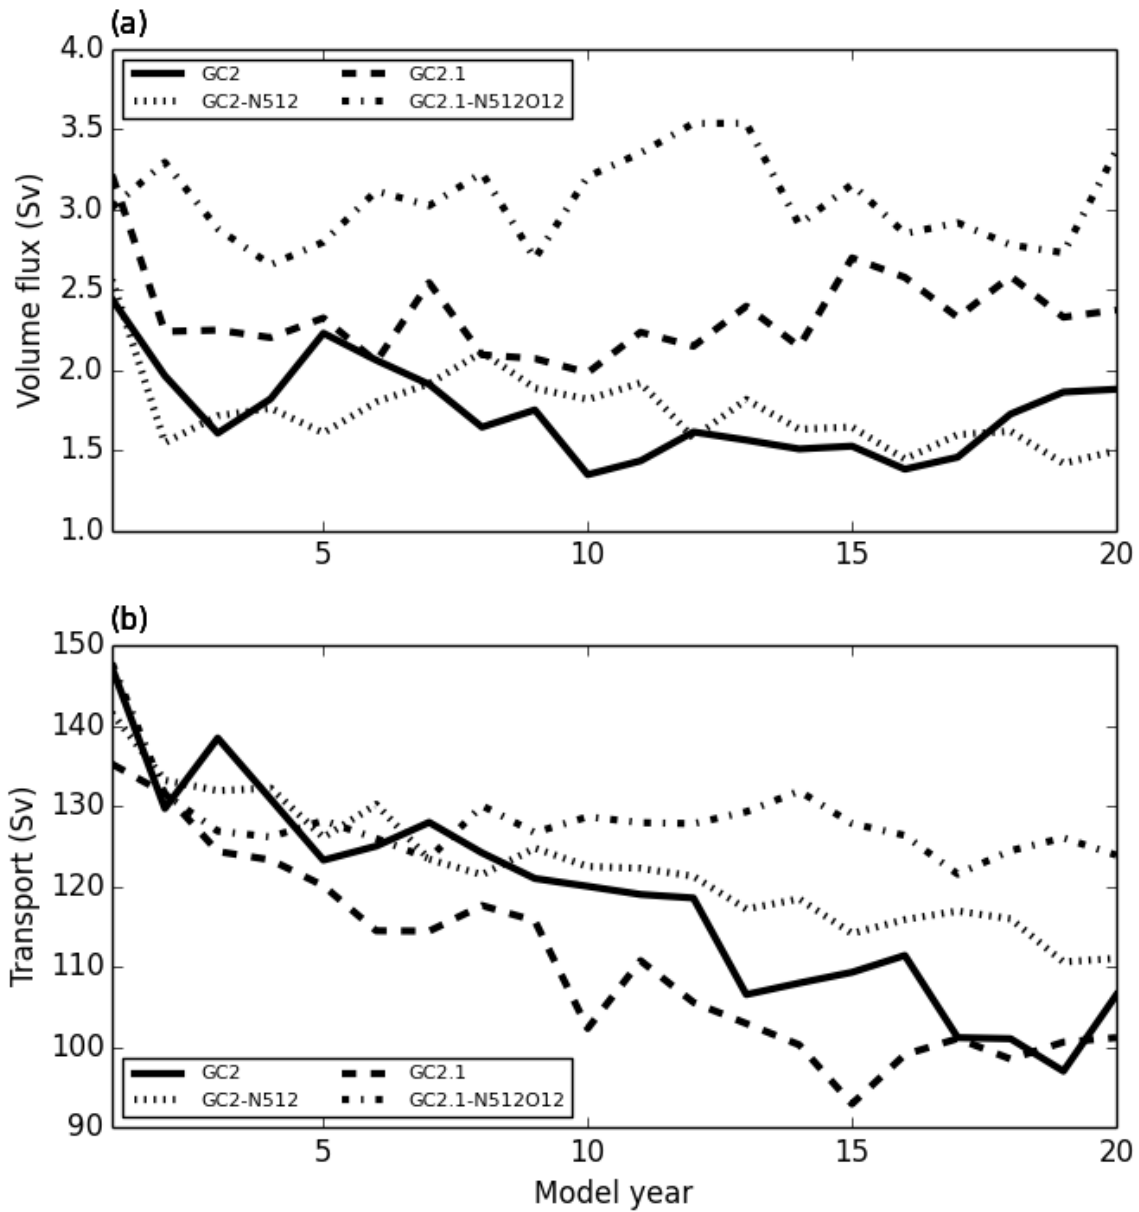 (a)
4.0
3.5
3.0
2.5
2.0
1.5
1.0
Volume flux (Sv)
GC2 GC2.1
GC2-N512 GC2.1-N512O12
5 10 15 20
(b)
150
140
130
120
110
100
90
Transport (Sv)
GC2 GC2.1
GC2-N512 GC2.1-N512O12
5 10 15 20
Model year